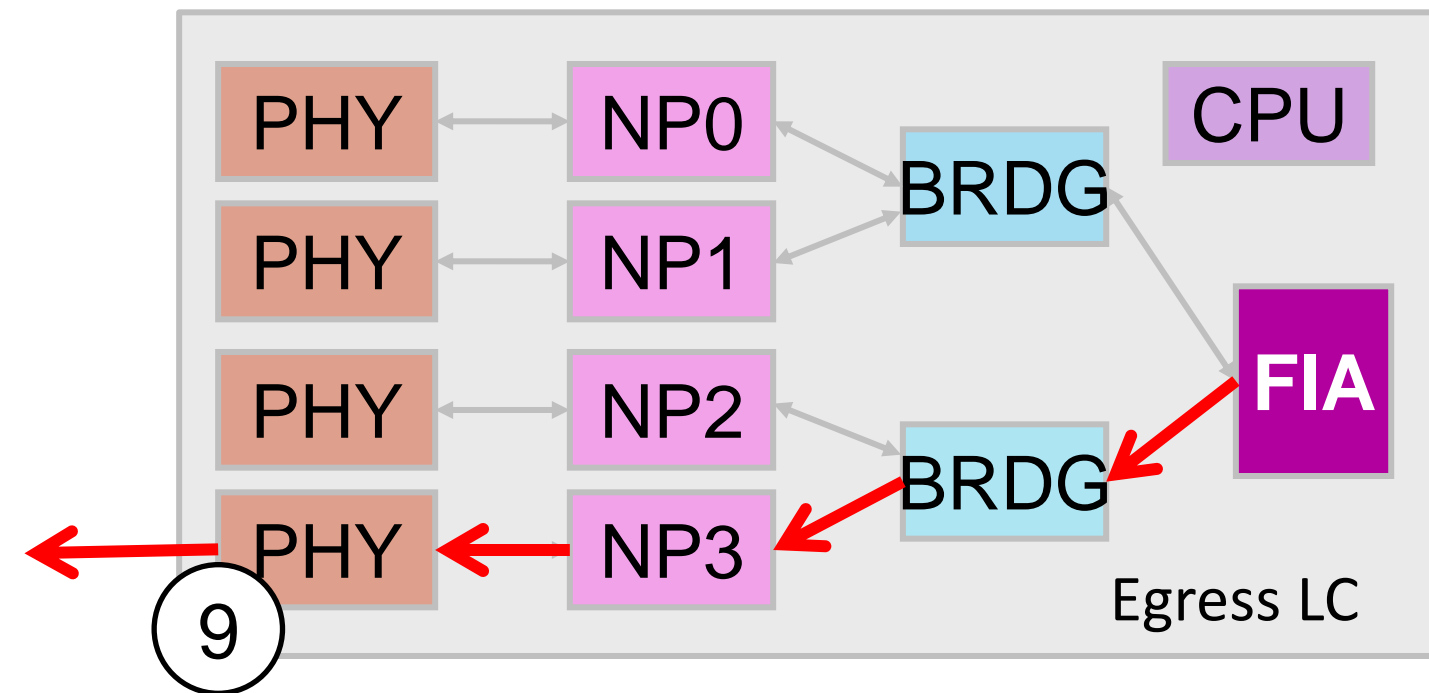 PHY
NP0
CPU
BRDG
PHY
NP1
FIA
PHY
NP2
BRDG
PHY
NP3
Egress LC
9